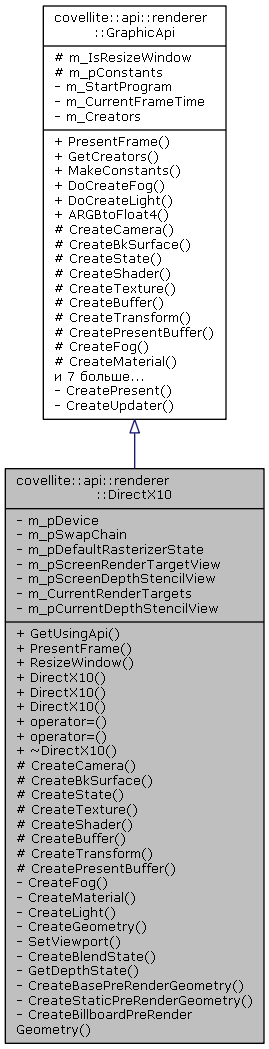 covellite::api::renderer
::GraphicApi
# m_IsResizeWindow
# m_pConstants
- m_StartProgram
- m_CurrentFrameTime
- m_Creators
+ PresentFrame()
+ GetCreators()
+ MakeConstants()
+ DoCreateFog()
+ DoCreateLight()
+ ARGBtoFloat4()
# CreateCamera()
# CreateBkSurface()
# CreateState()
# CreateShader()
# CreateTexture()
# CreateBuffer()
# CreateTransform()
# CreatePresentBuffer()
# CreateFog()
# CreateMaterial()
и 7 больше...
- CreatePresent()
- CreateUpdater()
covellite::api::renderer
::DirectX10
- m_pDevice
- m_pSwapChain
- m_pDefaultRasterizerState
- m_pScreenRenderTargetView
- m_pScreenDepthStencilView
- m_CurrentRenderTargets
- m_pCurrentDepthStencilView
+ GetUsingApi()
+ PresentFrame()
+ ResizeWindow()
+ DirectX10()
+ DirectX10()
+ DirectX10()
+ operator=()
+ operator=()
+ ~DirectX10()
# CreateCamera()
# CreateBkSurface()
# CreateState()
# CreateTexture()
# CreateShader()
# CreateBuffer()
# CreateTransform()
# CreatePresentBuffer()
- CreateFog()
- CreateMaterial()
- CreateLight()
- CreateGeometry()
- SetViewport()
- CreateBlendState()
- GetDepthState()
- CreateBasePreRenderGeometry()
- CreateStaticPreRenderGeometry()
- CreateBillboardPreRender
Geometry()